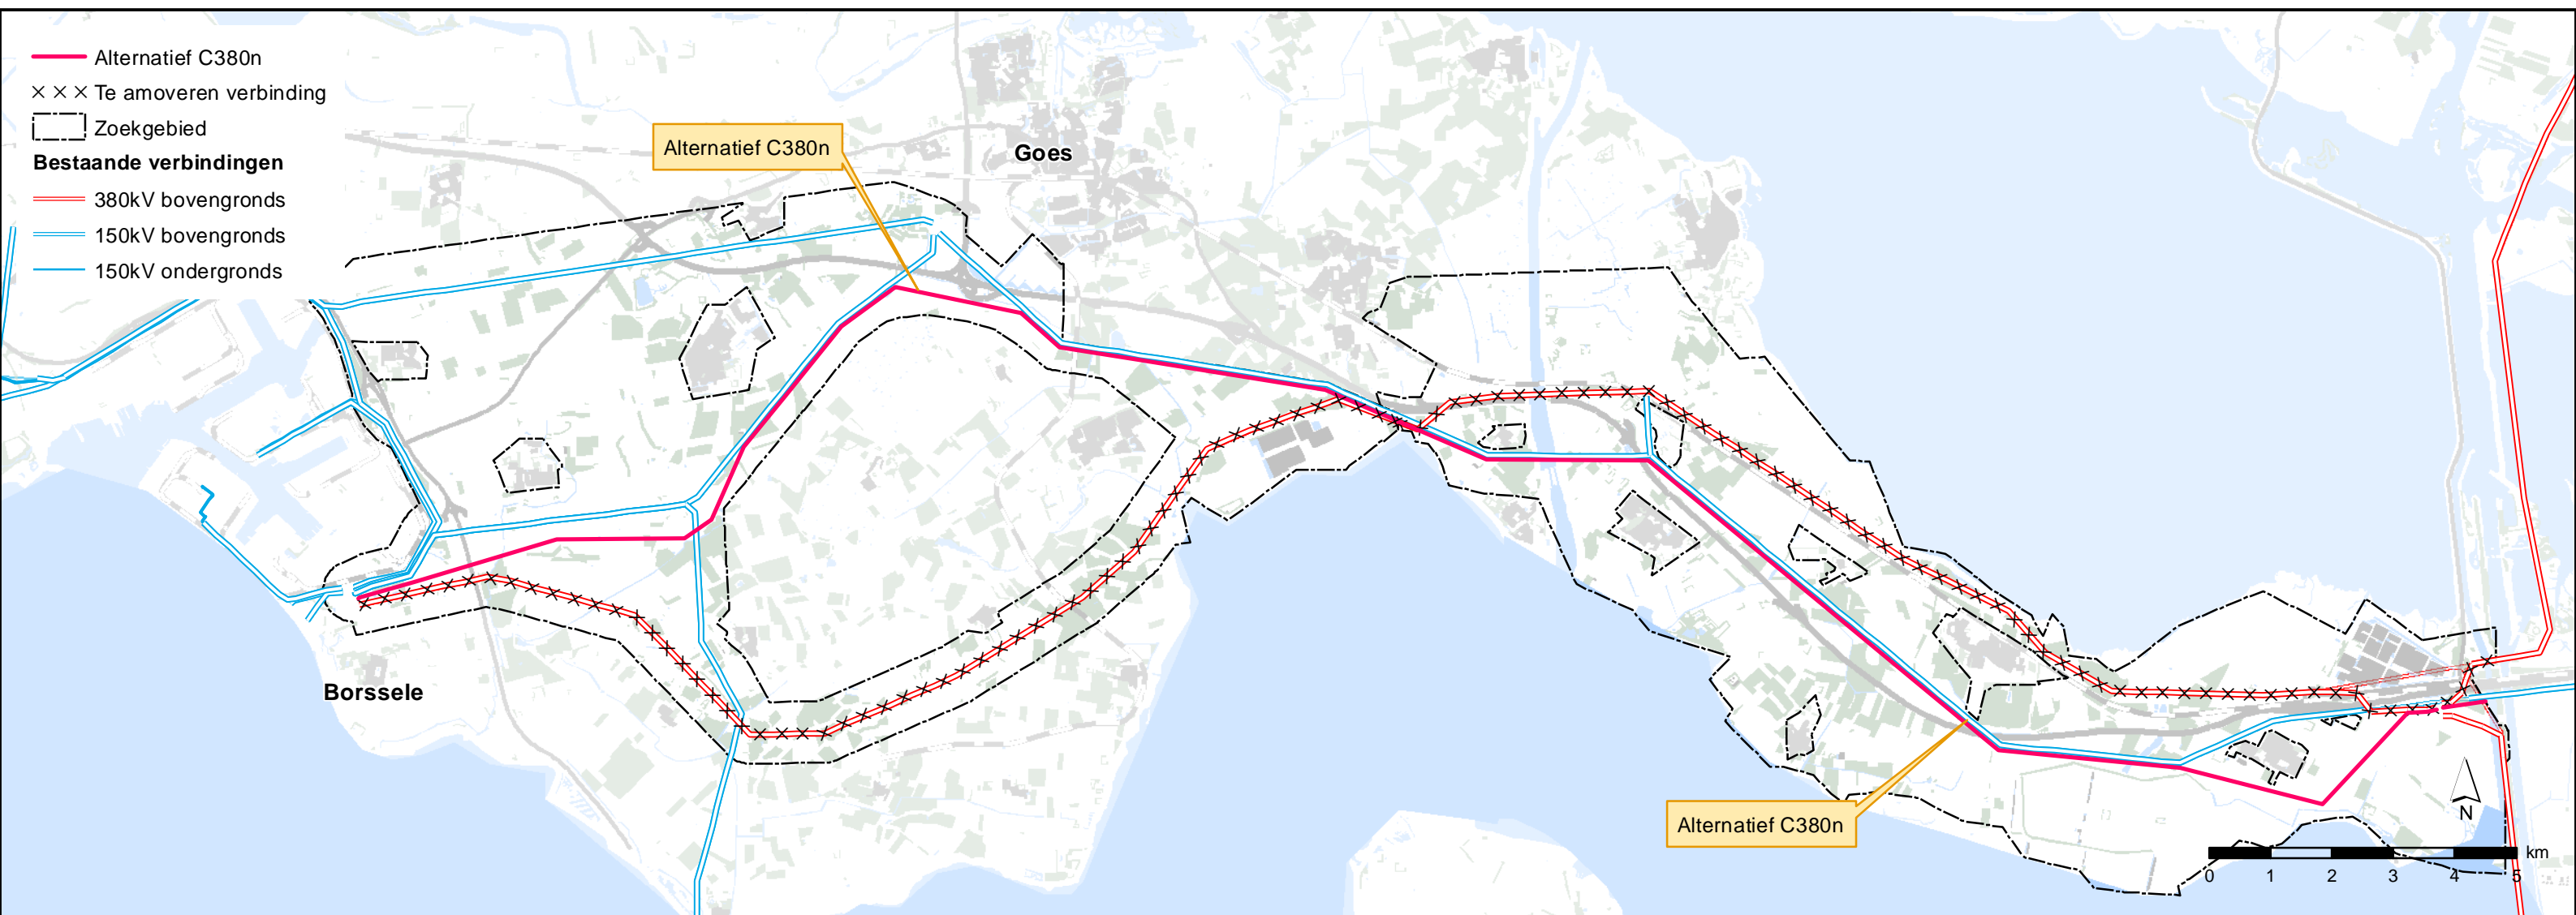 Alternatief C380n
Te amoveren verbinding
Zoekgebied
Bestaande verbindingen
380kV bovengronds
150kV bovengronds
150kV ondergronds
Alternatief C380n
Goes
Borssele
Alternatief C380n
N
km
0 1 2 3 4 5